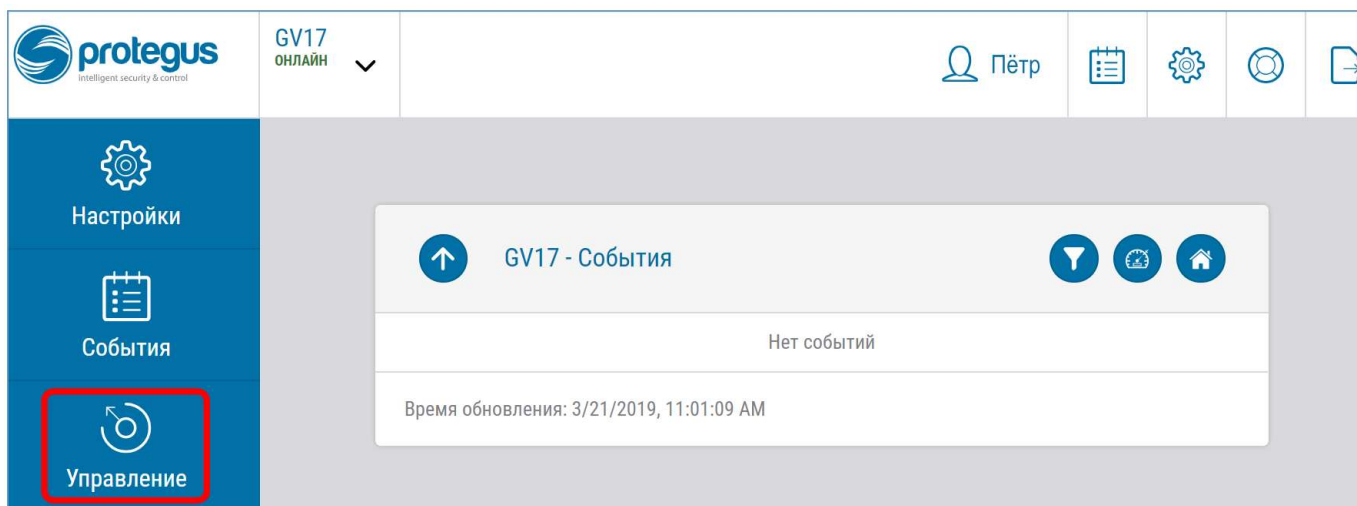 protegus
intelligent security & control
GV17
ОНЛАЙН
Пётр
Настройки
События
Управление
GV17 - События
Нет событий
Время обновления: 3/21/2019, 11:01:09 AM